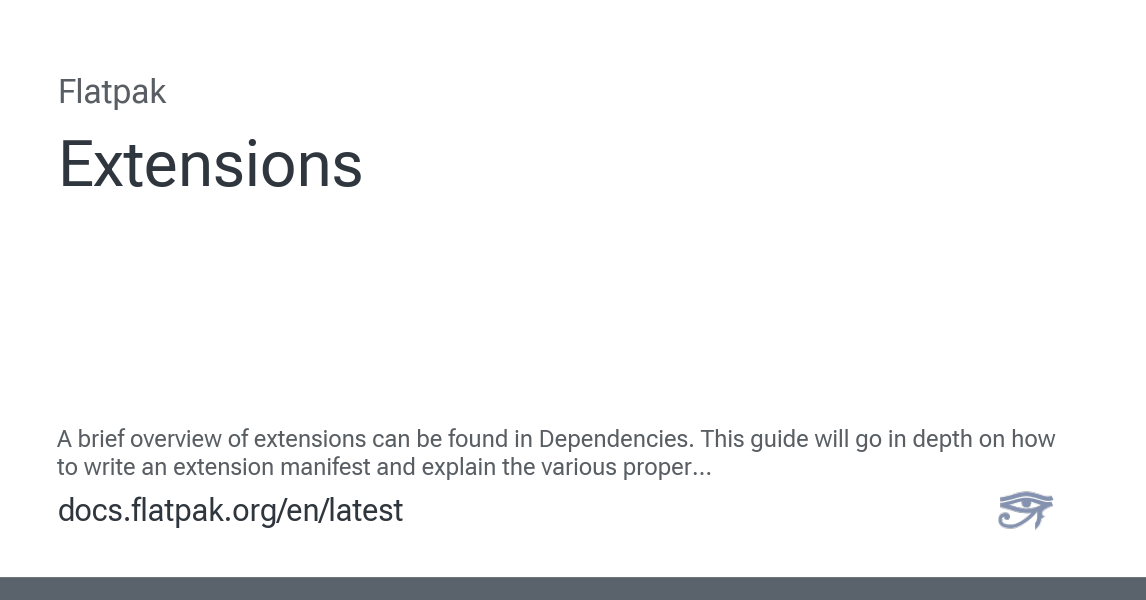 Flatpak
Extensions
A brief overview of extensions can be found in Dependencies. This guide will go in depth on how
to write an extension manifest and explain the various proper...
docs.flatpak.org/en/latest